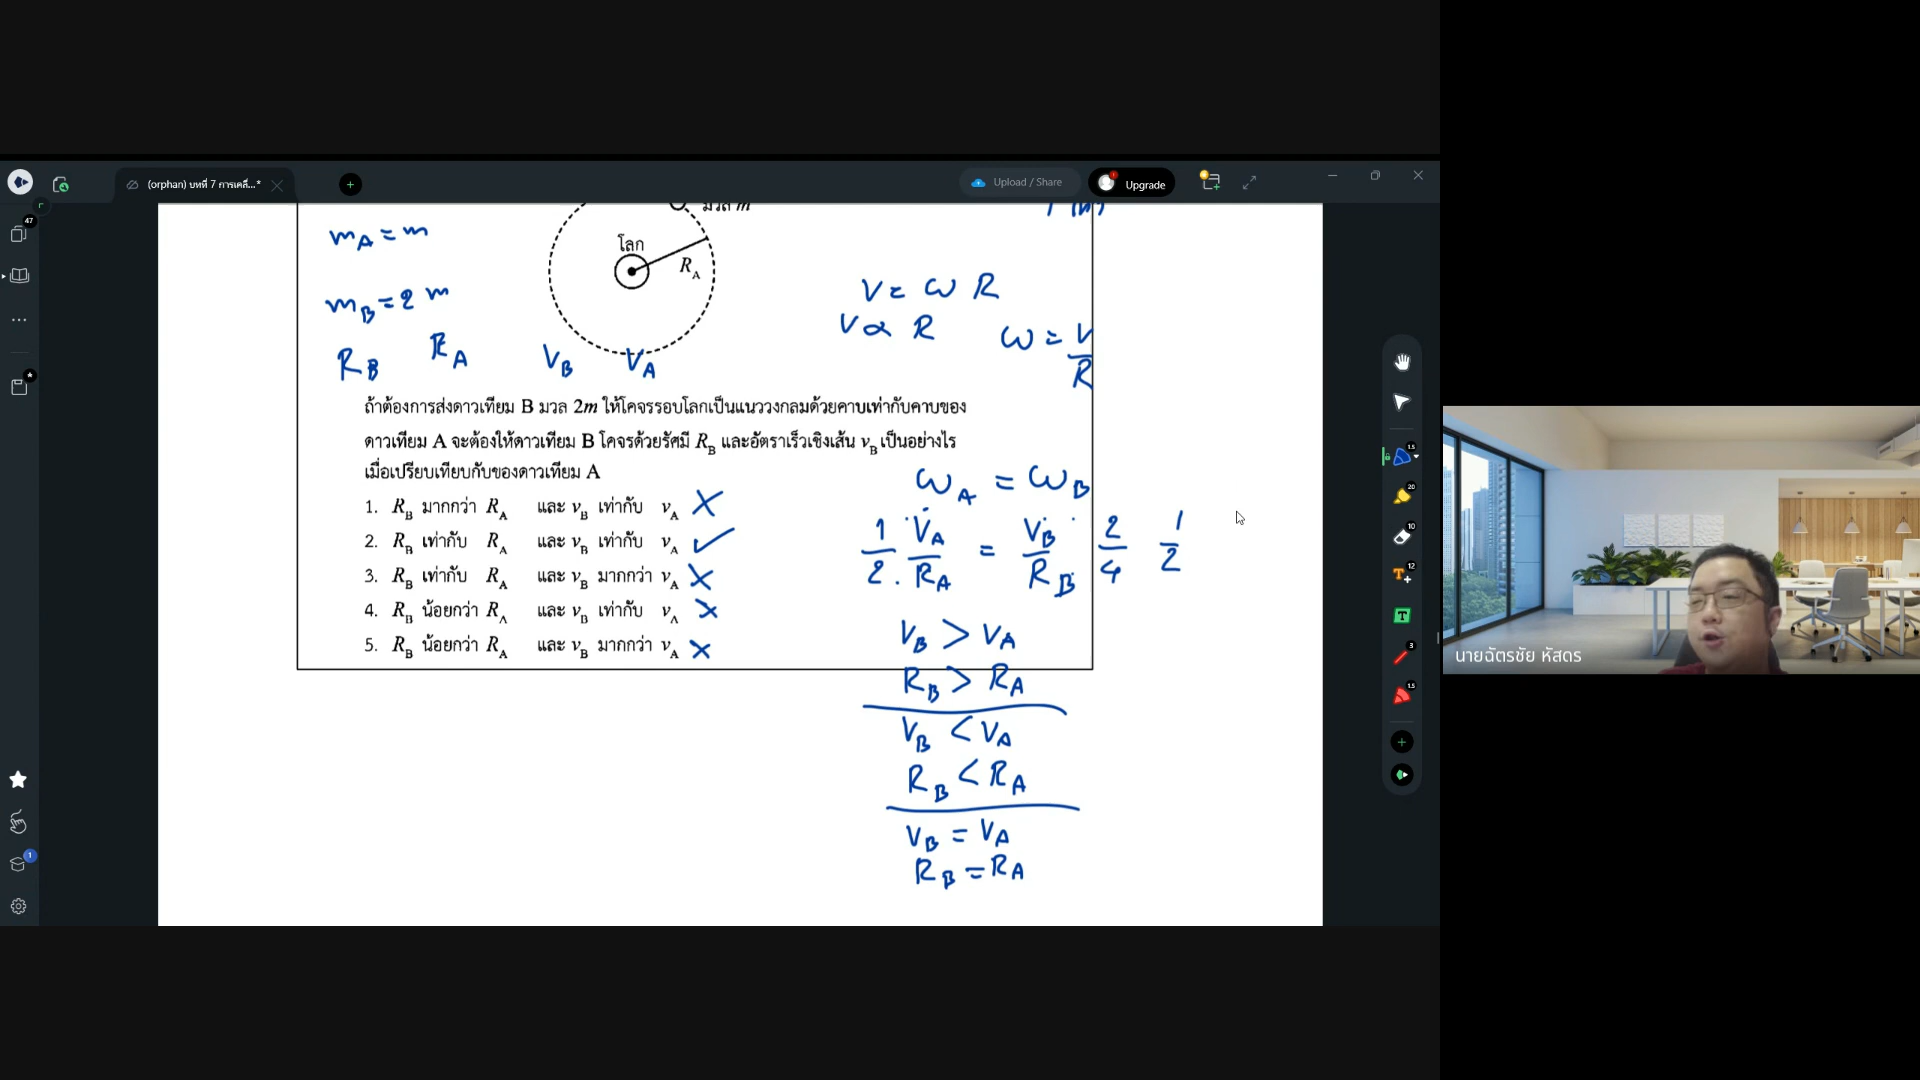 (orphan) บทที่ 7 การเคลื่...*
Upload / Share
Upgrade
47
มวล m
โลก
R_A
m_A = m
m_B = 2 m
R_B R_A
V_B V_A
V = ω R
V ∝ R
ω = V/R
ถ้าต้องการส่งดาวเทียม B มวล 2m ให้โคจรรอบโลกเป็นแนววงกลมด้วยคาบเท่ากับคาบของ
ดาวเทียม A จะต้องให้ดาวเทียม B โคจรด้วยรัศมี R_B และอัตราเร็วเชิงเส้น v_B เป็นอย่างไร
เมื่อเปรียบเทียบกับของดาวเทียม A
1. R_B มากกว่า R_A และ v_B เท่ากับ v_A
2. R_B เท่ากับ R_A และ v_B เท่ากับ v_A
3. R_B เท่ากับ R_A และ v_B มากกว่า v_A
4. R_B น้อยกว่า R_A และ v_B เท่ากับ v_A
5. R_B น้อยกว่า R_A และ v_B มากกว่า v_A
ω_A = ω_B
1/2 . V_A/R_A = V_B/R_B 2/4 1/2
V_B > V_A
R_B > R_A
V_B < V_A
R_B < R_A
V_B = V_A
R_B = R_A
1.5
20
10
12
3
1.5
1
นายฉัตรชัย หัสดร